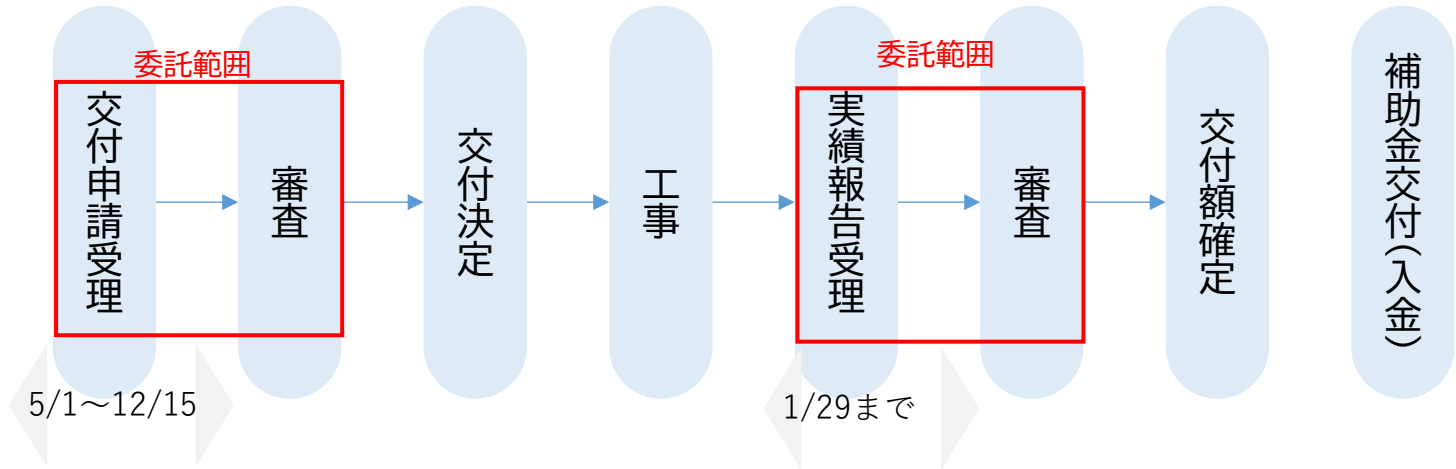 委託範囲
委託範囲
交付申請受理
審査
交付決定
工事
実績報告受理
審査
交付額確定
補助金交付(入金)
5/1～12/15
1/29まで